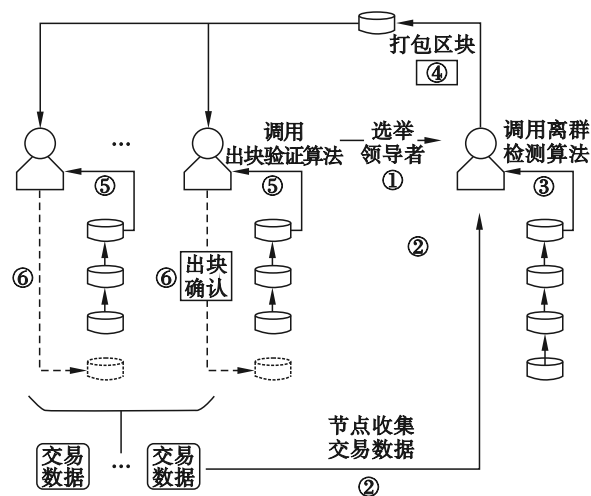 打包区块
④
…
调用
出块验证算法
选举
领导者
①
调用离群
检测算法
⑤
⑤
③
②
⑥
⑥
出块
确认
节点收集
交易数据
交易
数据
…
交易
数据
②